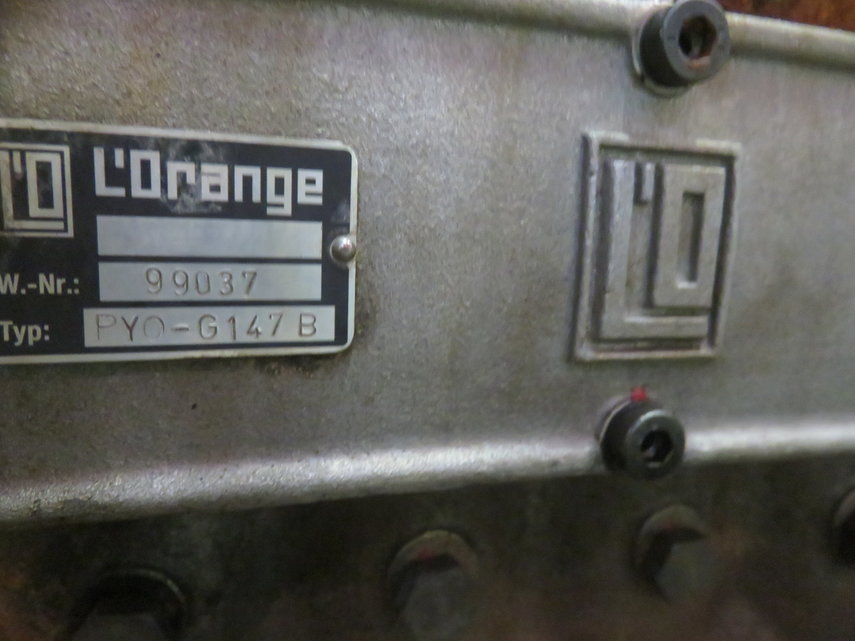 L'O L'Orange
W.-Nr.: 99037
Typ: PYO-G147 B
L'O